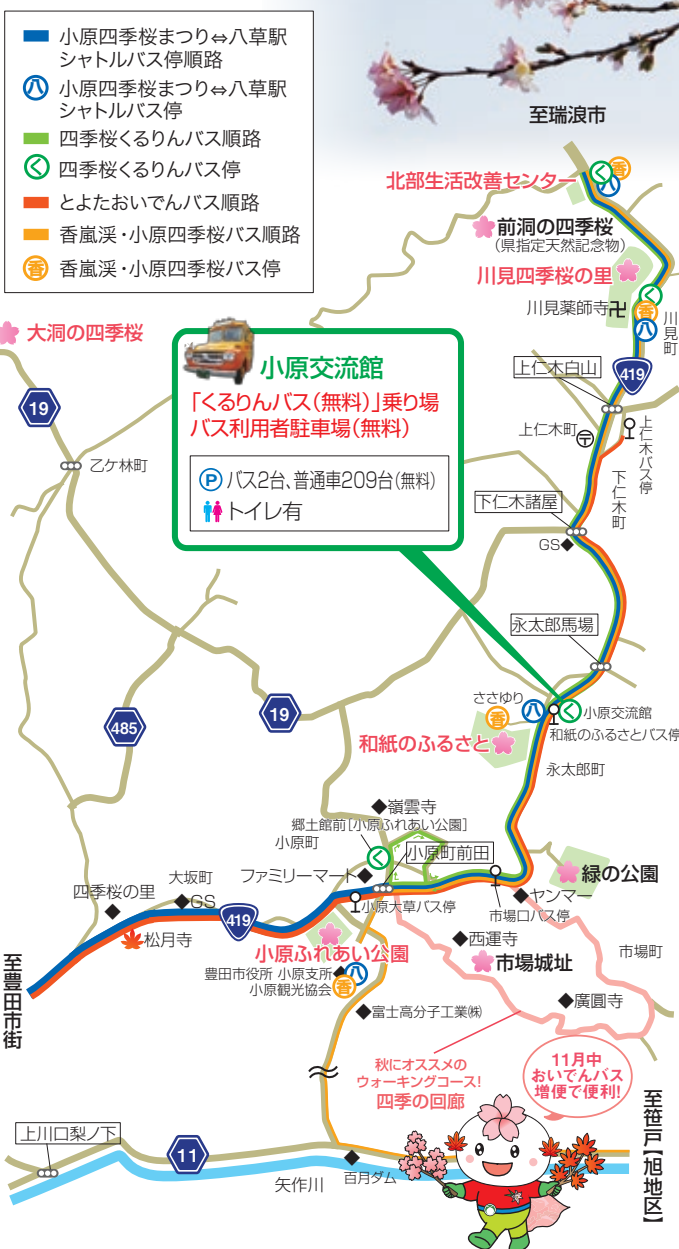 小原四季桜まつり⇔八草駅
シャトルバス停順路
八 小原四季桜まつり⇔八草駅
シャトルバス停
四季桜くるりんバス順路
く 四季桜くるりんバス停
とよたおいでんバス順路
香嵐渓・小原四季桜バス順路
香 香嵐渓・小原四季桜バス停
至瑞浪市
く 香
八
北部生活改善センター
前洞の四季桜
(県指定天然記念物)
川見四季桜の里
川見薬師寺卍
く
香
八
川見町
大洞の四季桜
小原交流館
「くるりんバス(無料)」乗り場
バス利用者駐車場(無料)
P バス2台、普通車209台(無料)
トイレ有
419
上仁木白山
上仁木町〒
上仁木バス停
下仁木町
下仁木諸屋
GS◆
19
乙ケ林町
永太郎馬場
485
19
ささゆり
香
八
く
小原交流館
和紙のふるさとバス停
和紙のふるさと
永太郎町
◆嶺雲寺
郷土館前[小原ふれあい公園]
小原町
く
小原町前田
ファミリーマート◆
緑の公園
大坂町
四季桜の里
◆GS
419
小原大草バス停
市場口バス停
◆ヤンマー
松月寺
小原ふれあい公園
◆西運寺
市場城址
市場町
至豊田市街
豊田市役所 小原支所
小原観光協会
八
香
◆富士高分子工業㈱
◆廣圓寺
秋にオススメの
ウォーキングコース!
四季の回廊
11月中
おいでんバス
増便で便利!
至笹戸【旭地区】
上川口梨ノ下
11
矢作川
百月ダム